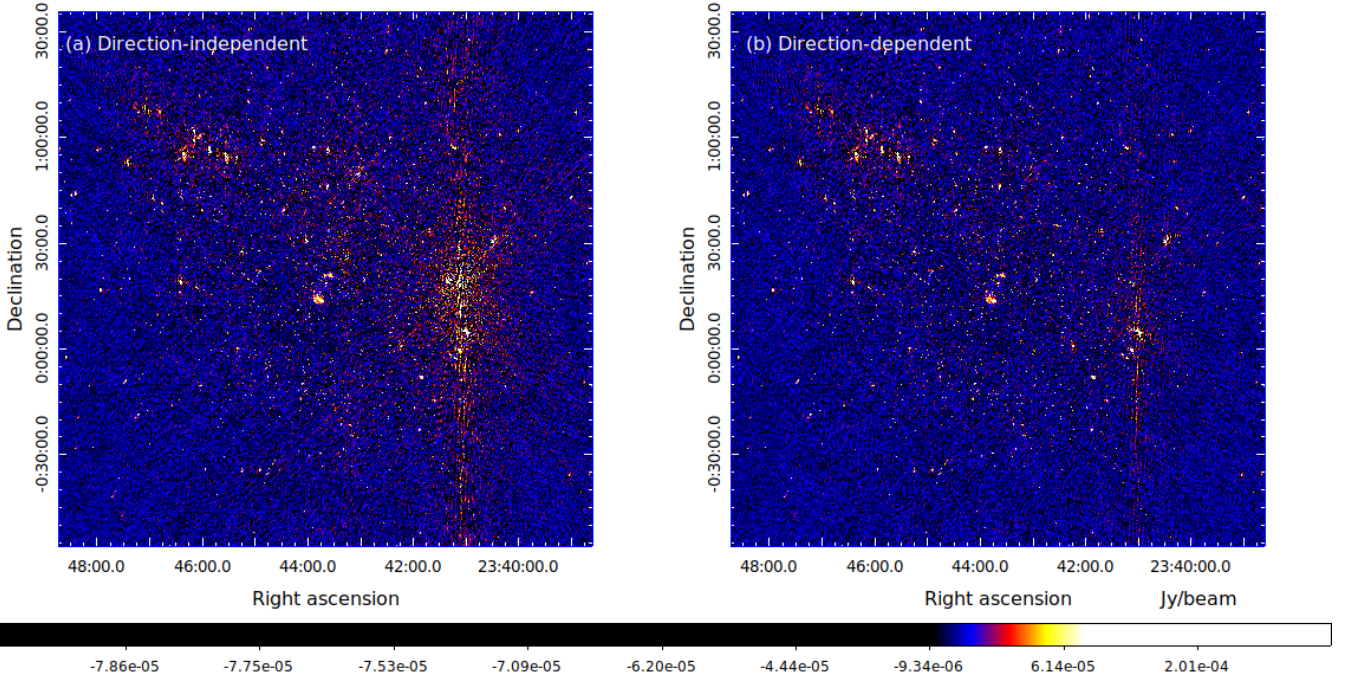 (a) Direction-independent
(b) Direction-dependent
30:00.0
1:00:00.0
30:00.0
0:00:00.0
-0:30:00.0
Declination
48:00.0 46:00.0 44:00.0 42:00.0 23:40:00.0
Right ascension
30:00.0
1:00:00.0
30:00.0
0:00:00.0
-0:30:00.0
Declination
48:00.0 46:00.0 44:00.0 42:00.0 23:40:00.0
Right ascension
Jy/beam
-7.86e-05 -7.75e-05 -7.53e-05 -7.09e-05 -6.20e-05 -4.44e-05 -9.34e-06 6.14e-05 2.01e-04